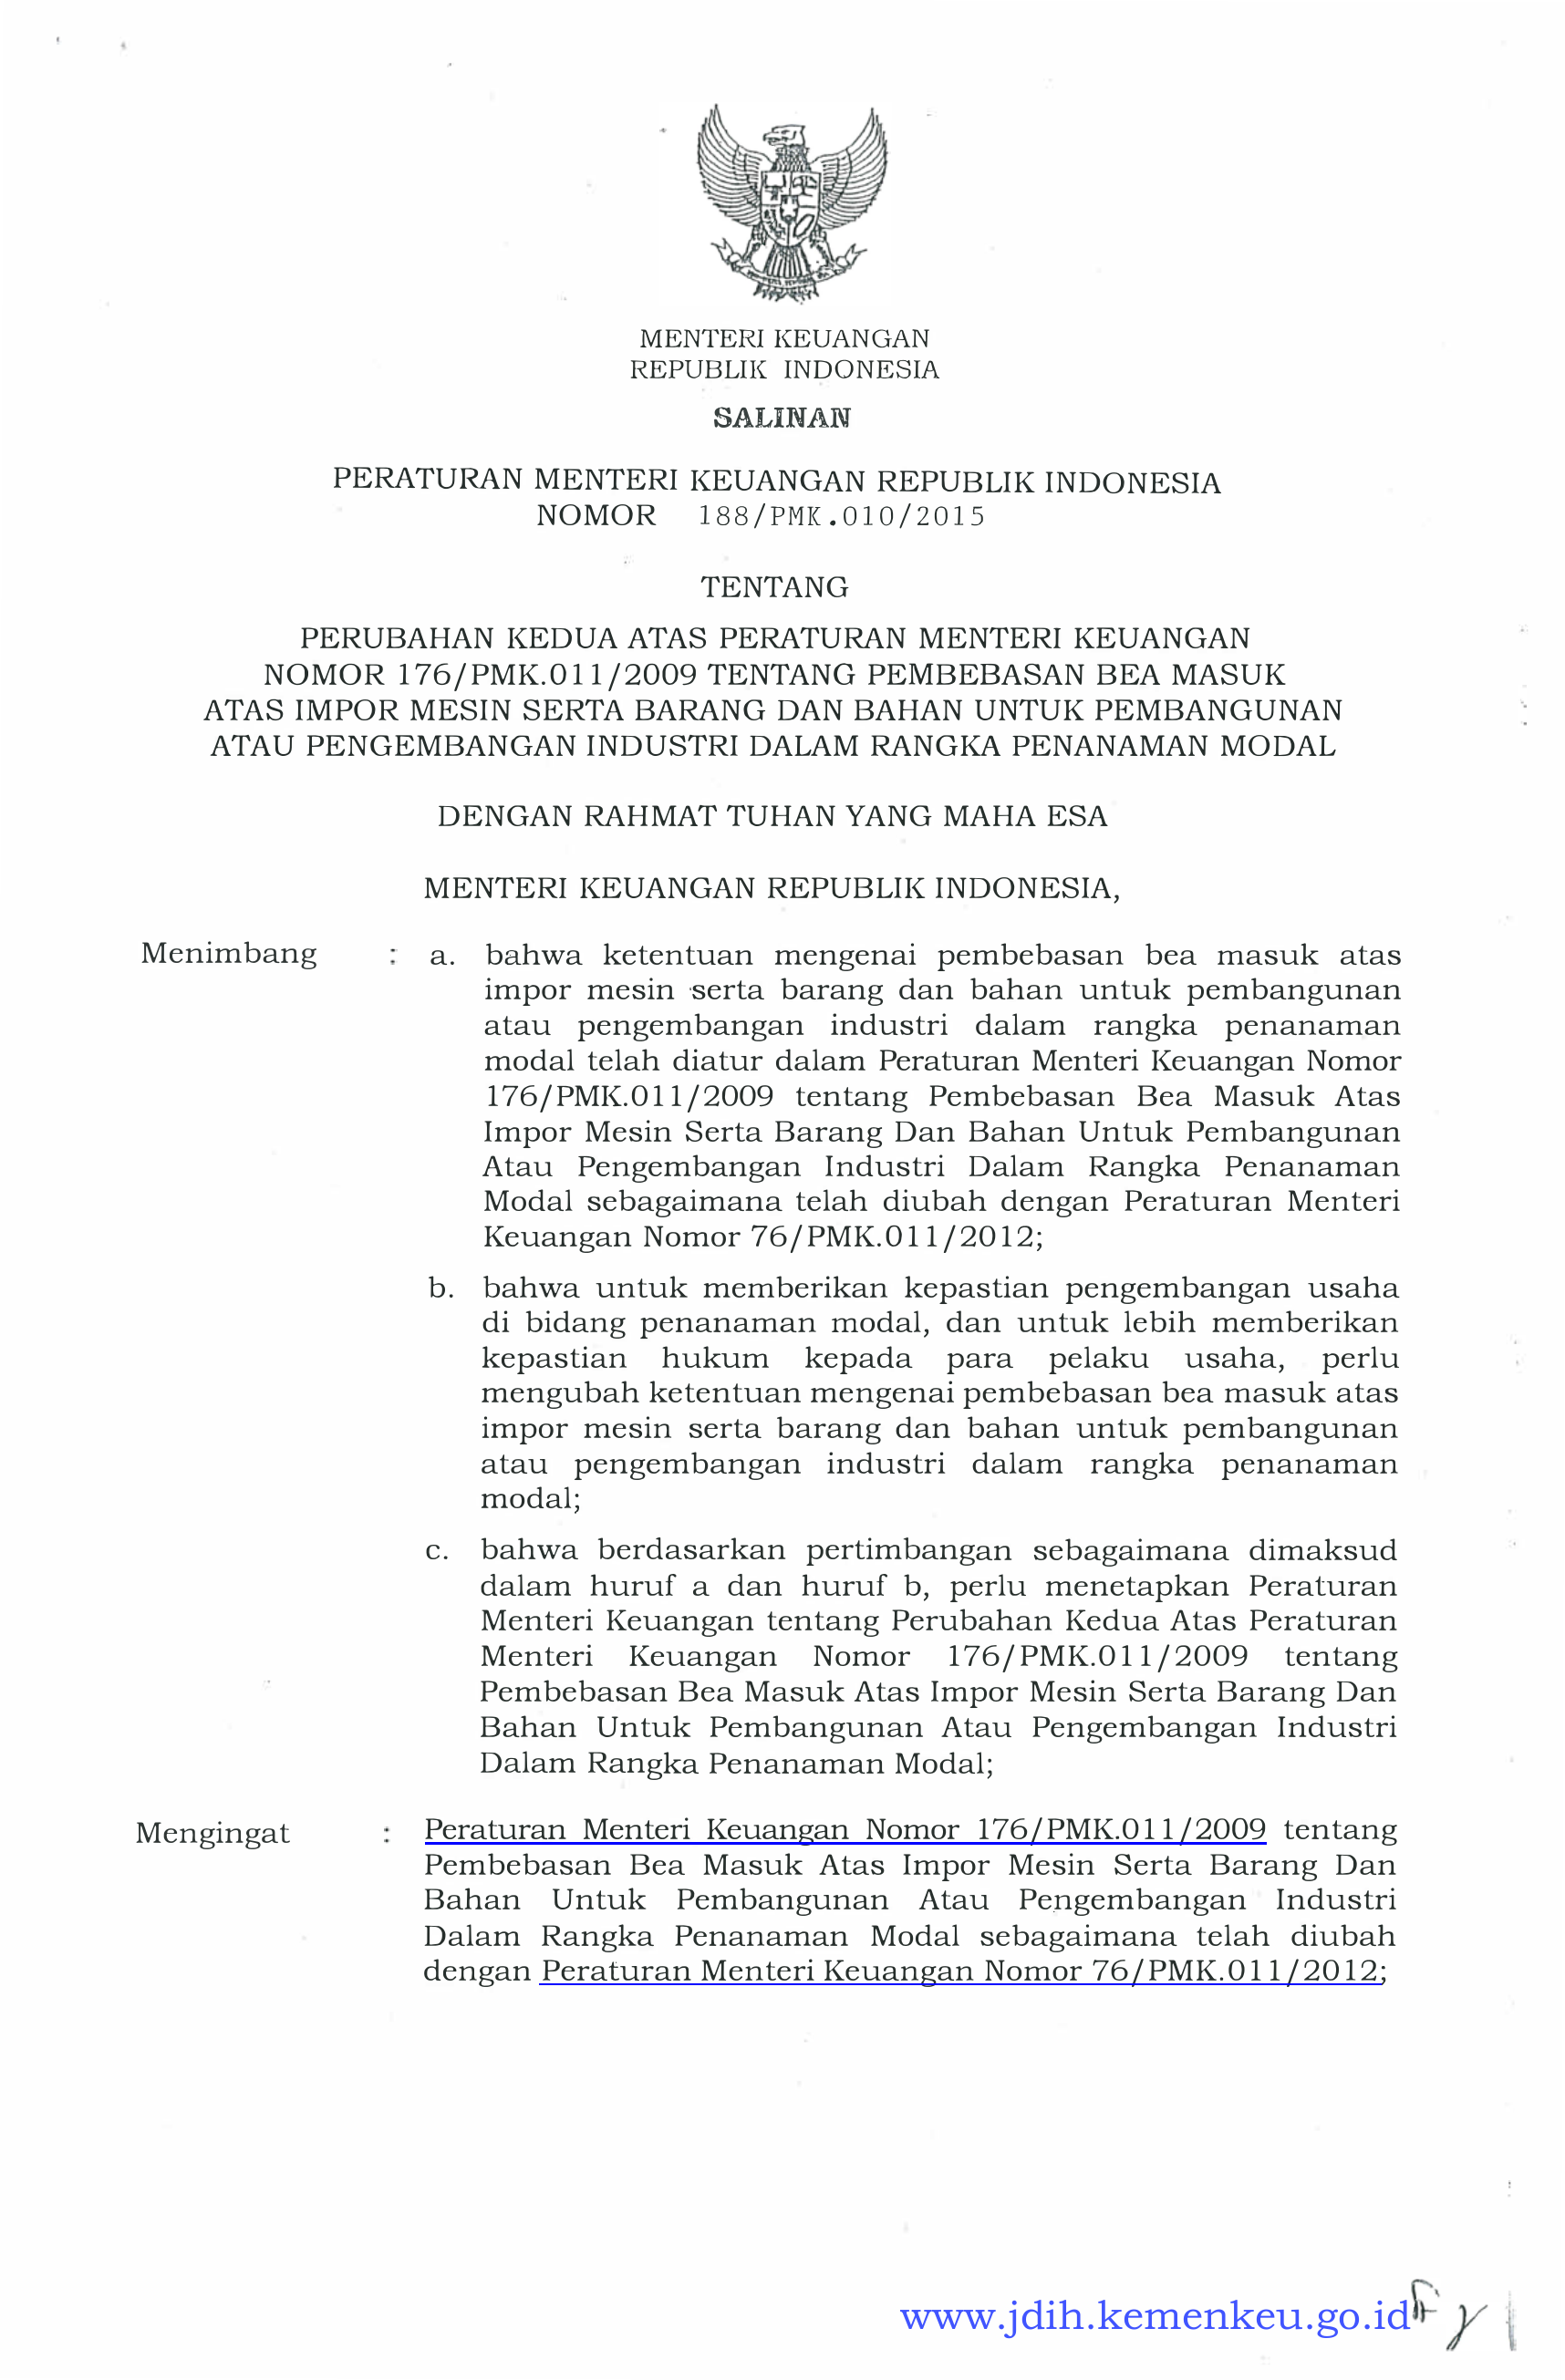 MENTERI KEUANGAN
REPUBLIK INDONESIA
SALINAN
PERATURAN MENTERI KEUANGAN REPUBLIK INDONESIA
NOMOR 188/PMK.010/2015
TENTANG
PERUBAHAN KEDUA ATAS PERATURAN MENTERI KEUANGAN
NOMOR 176/PMK.011/2009 TENTANG PEMBEBASAN BEA MASUK
ATAS IMPOR MESIN SERTA BARANG DAN BAHAN UNTUK PEMBANGUNAN
ATAU PENGEMBANGAN INDUSTRI DALAM RANGKA PENANAMAN MODAL
DENGAN RAHMAT TUHAN YANG MAHA ESA
MENTERI KEUANGAN REPUBLIK INDONESIA,
Menimbang : a. bahwa ketentuan mengenai pembebasan bea masuk atas
impor mesin serta barang dan bahan untuk pembangunan
atau pengembangan industri dalam rangka penanaman
modal telah diatur dalam Peraturan Menteri Keuangan Nomor
176/PMK.011/2009 tentang Pembebasan Bea Masuk Atas
Impor Mesin Serta Barang Dan Bahan Untuk Pembangunan
Atau Pengembangan Industri Dalam Rangka Penanaman
Modal sebagaimana telah diubah dengan Peraturan Menteri
Keuangan Nomor 76/PMK.011/2012;
b. bahwa untuk memberikan kepastian pengembangan usaha
di bidang penanaman modal, dan untuk lebih memberikan
kepastian hukum kepada para pelaku usaha, perlu
mengubah ketentuan mengenai pembebasan bea masuk atas
impor mesin serta barang dan bahan untuk pembangunan
atau pengembangan industri dalam rangka penanaman
modal;
c. bahwa berdasarkan pertimbangan sebagaimana dimaksud
dalam huruf a dan huruf b, perlu menetapkan Peraturan
Menteri Keuangan tentang Perubahan Kedua Atas Peraturan
Menteri Keuangan Nomor 176/PMK.011/2009 tentang
Pembebasan Bea Masuk Atas Impor Mesin Serta Barang Dan
Bahan Untuk Pembangunan Atau Pengembangan Industri
Dalam Rangka Penanaman Modal;
Mengingat : Peraturan Menteri Keuangan Nomor 176/PMK.011/2009 tentang
Pembebasan Bea Masuk Atas Impor Mesin Serta Barang Dan
Bahan Untuk Pembangunan Atau Pengembangan Industri
Dalam Rangka Penanaman Modal sebagaimana telah diubah
dengan Peraturan Menteri Keuangan Nomor 76/PMK.011/2012;
www.jdih.kemenkeu.go.id